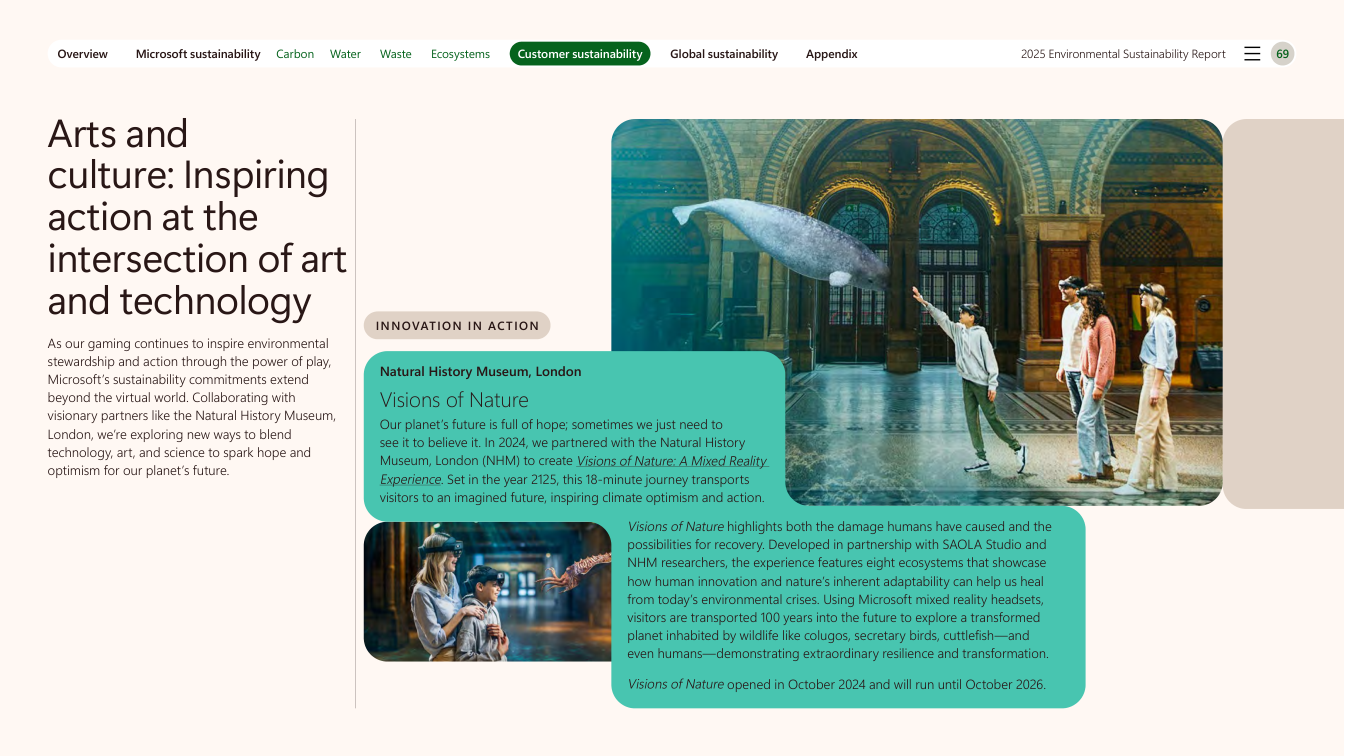 Overview Microsoft sustainability Carbon Water Waste Ecosystems Customer sustainability Global sustainability Appendix 2025 Environmental Sustainability Report 69
Arts and
culture: Inspiring
action at the
intersection of art
and technology
As our gaming continues to inspire environmental
stewardship and action through the power of play,
Microsoft’s sustainability commitments extend
beyond the virtual world. Collaborating with
visionary partners like the Natural History Museum,
London, we’re exploring new ways to blend
technology, art, and science to spark hope and
optimism for our planet’s future.
INNOVATION IN ACTION
Natural History Museum, London
Visions of Nature
Our planet’s future is full of hope; sometimes we just need to
see it to believe it. In 2024, we partnered with the Natural History
Museum, London (NHM) to create Visions of Nature: A Mixed Reality
Experience. Set in the year 2125, this 18-minute journey transports
visitors to an imagined future, inspiring climate optimism and action.
Visions of Nature highlights both the damage humans have caused and the
possibilities for recovery. Developed in partnership with SAOLA Studio and
NHM researchers, the experience features eight ecosystems that showcase
how human innovation and nature’s inherent adaptability can help us heal
from today’s environmental crises. Using Microsoft mixed reality headsets,
visitors are transported 100 years into the future to explore a transformed
planet inhabited by wildlife like colugos, secretary birds, cuttlefish—and
even humans—demonstrating extraordinary resilience and transformation.
Visions of Nature opened in October 2024 and will run until October 2026.